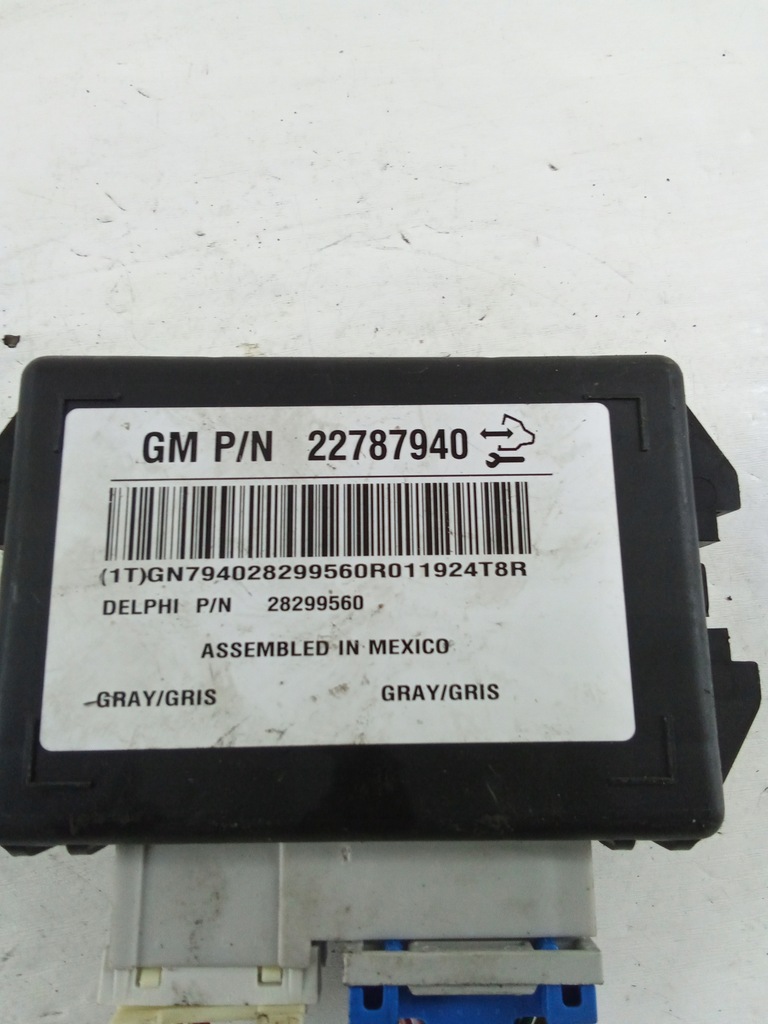 GM P/N 22787940
(1T)GN794028299560R011924T8R
DELPHI P/N 28299560
ASSEMBLED IN MEXICO
GRAY/GRIS GRAY/GRIS